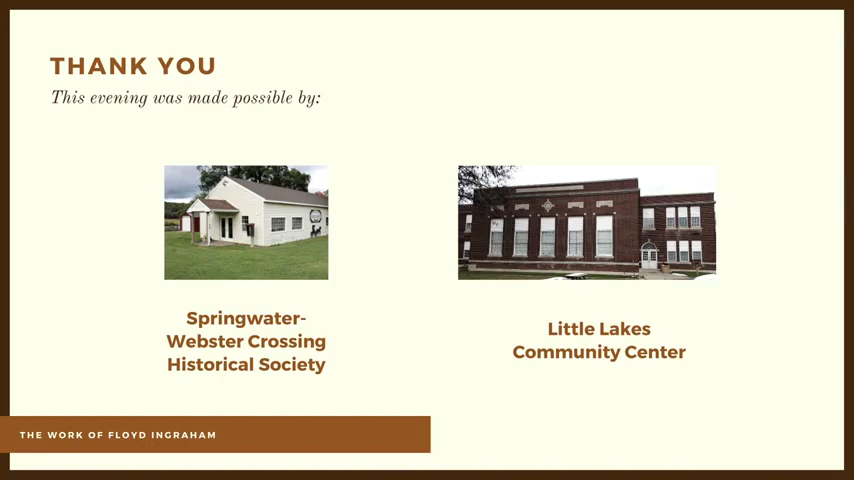 THANK YOU
This evening was made possible by:
Springwater-
Webster Crossing
Historical Society
Little Lakes
Community Center
THE WORK OF FLOYD INGRAHAM